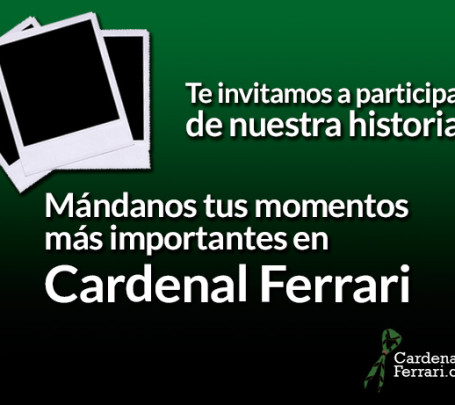 Te invitamos a participa
de nuestra historia
Mándanos tus momentos
más importantes en
Cardenal Ferrari
Cardena
Ferrari.c